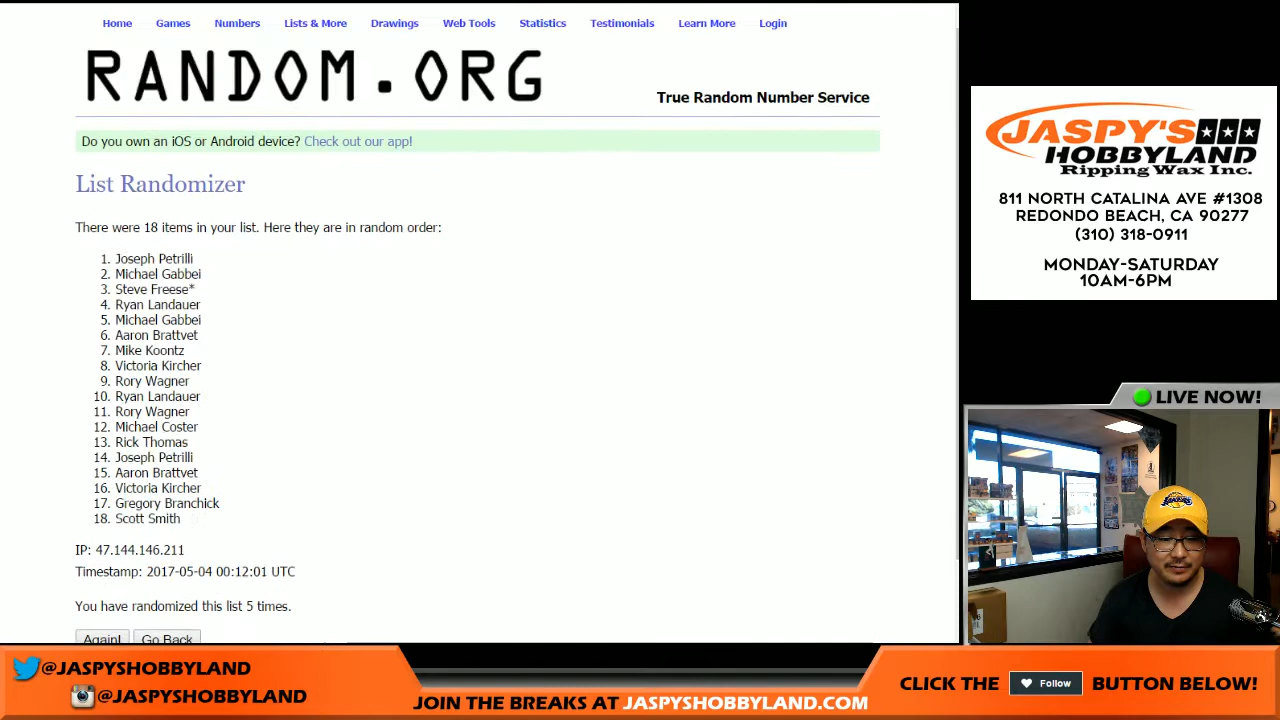 Home Games Numbers Lists & More Drawings Web Tools Statistics Testimonials Learn More Login
RANDOM.ORG
True Random Number Service
Do you own an iOS or Android device? Check out our app!
List Randomizer
There were 18 items in your list. Here they are in random order:
1. Joseph Petrilli
2. Michael Gabbei
3. Steve Freese*
4. Ryan Landauer
5. Michael Gabbei
6. Aaron Brattvet
7. Mike Koontz
8. Victoria Kircher
9. Rory Wagner
10. Ryan Landauer
11. Rory Wagner
12. Michael Coster
13. Rick Thomas
14. Joseph Petrilli
15. Aaron Brattvet
16. Victoria Kircher
17. Gregory Branchick
18. Scott Smith
IP: 47.144.146.211
Timestamp: 2017-05-04 00:12:01 UTC
You have randomized this list 5 times.
Again! Go Back
JASPY'S
HOBBYLAND
Ripping Wax Inc.
811 NORTH CATALINA AVE #1308
REDONDO BEACH, CA 90277
(310) 318-0911
MONDAY-SATURDAY
10AM-6PM
LIVE NOW!
LAKERS
@JASPYSHOBBYLAND
@JASPYSHOBBYLAND
JOIN THE BREAKS AT JASPYSHOBBYLAND.COM
CLICK THE Follow BUTTON BELOW!